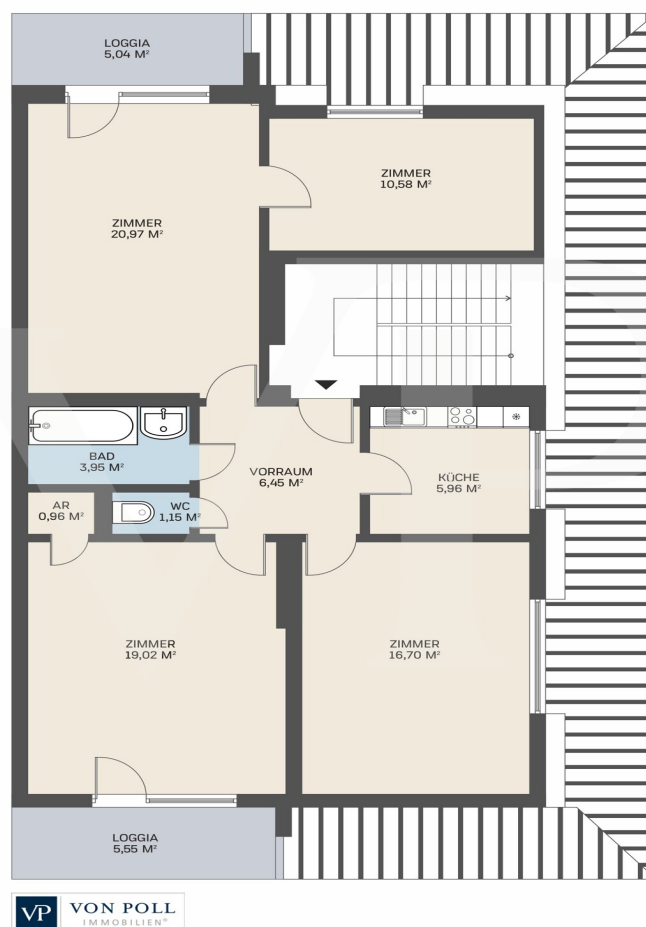 LOGGIA
5,04 M²
ZIMMER
10,58 M²
ZIMMER
20,97 M²
BAD
3,95 M²
VORRAUM
6,45 M²
KÜCHE
5,96 M²
AR
0,96 M²
WC
1,15 M²
ZIMMER
19,02 M²
ZIMMER
16,70 M²
LOGGIA
5,55 M²
VP VON POLL
IMMOBILIEN®